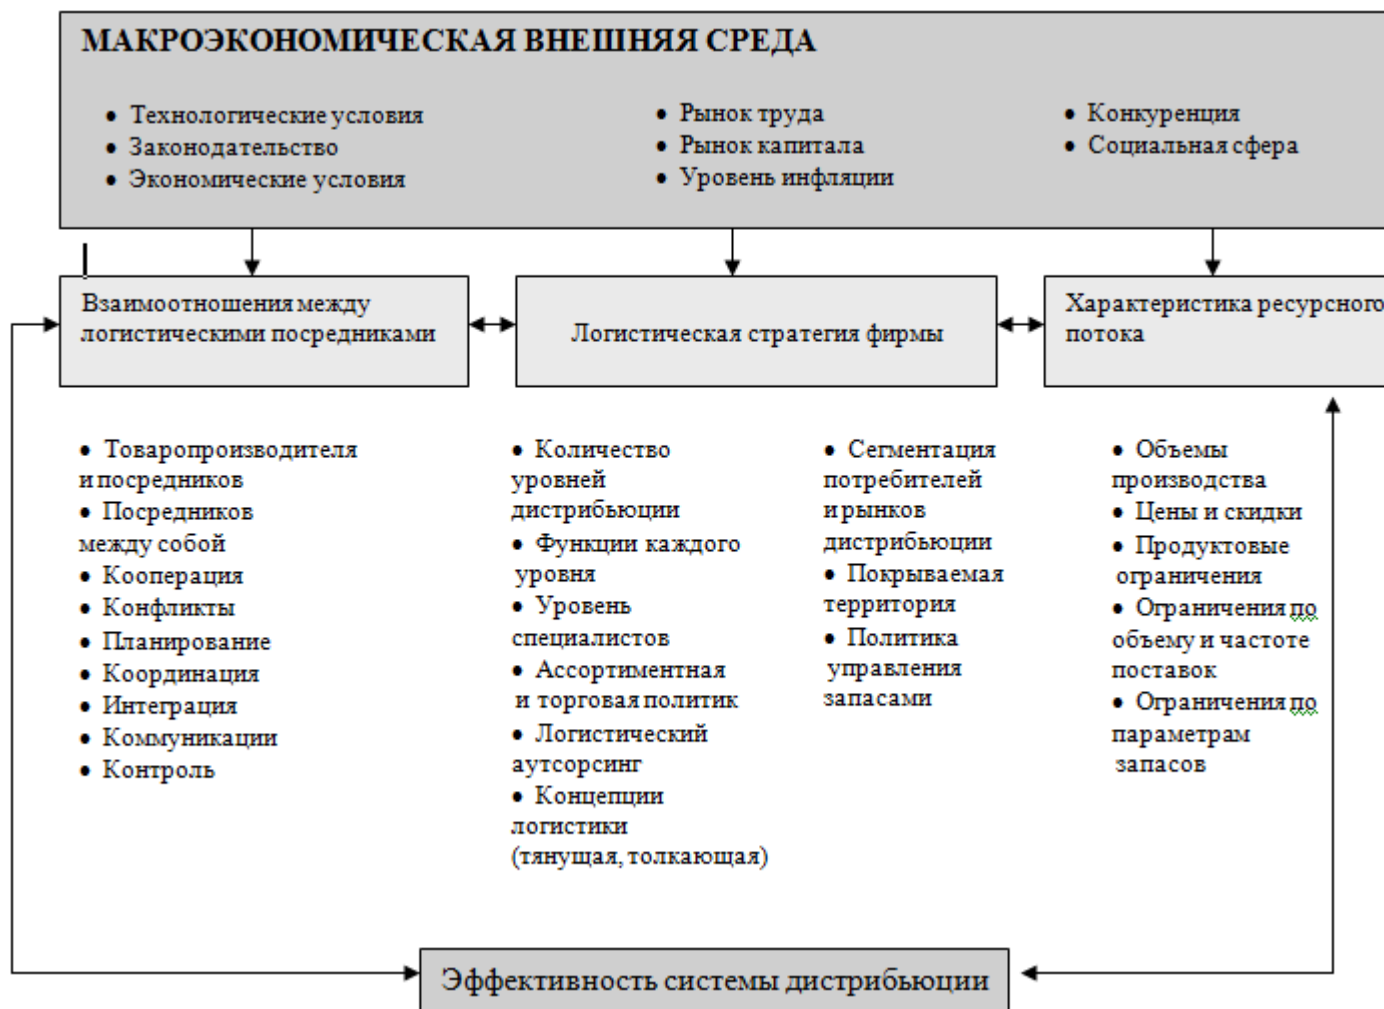 МАКРОЭКОНОМИЧЕСКАЯ ВНЕШНЯЯ СРЕДА
• Технологические условия
• Законодательство
• Экономические условия
• Рынок труда
• Рынок капитала
• Уровень инфляции
• Конкуренция
• Социальная сфера
Взаимоотношения между
логистическими посредниками
Логистическая стратегия фирмы
Характеристика ресурсного
потока
• Товаропроизводителя
и посредников
• Посредников
между собой
• Кооперация
• Конфликты
• Планирование
• Координация
• Интеграция
• Коммуникации
• Контроль
• Количество
уровней
дистрибьюции
• Функции каждого
уровня
• Уровень
специалистов
• Ассортиментная
и торговая политик
• Логистический
аутсорсинг
• Концепции
логистики
(тянущая, толкающая)
• Сегментация
потребителей
и рынков
дистрибьюции
• Покрываемая
территория
• Политика
управления
запасами
• Объемы
производства
• Цены и скидки
• Продуктовые
ограничения
• Ограничения по
объему и частоте
поставок
• Ограничения по
параметрам
запасов
Эффективность системы дистрибьюции